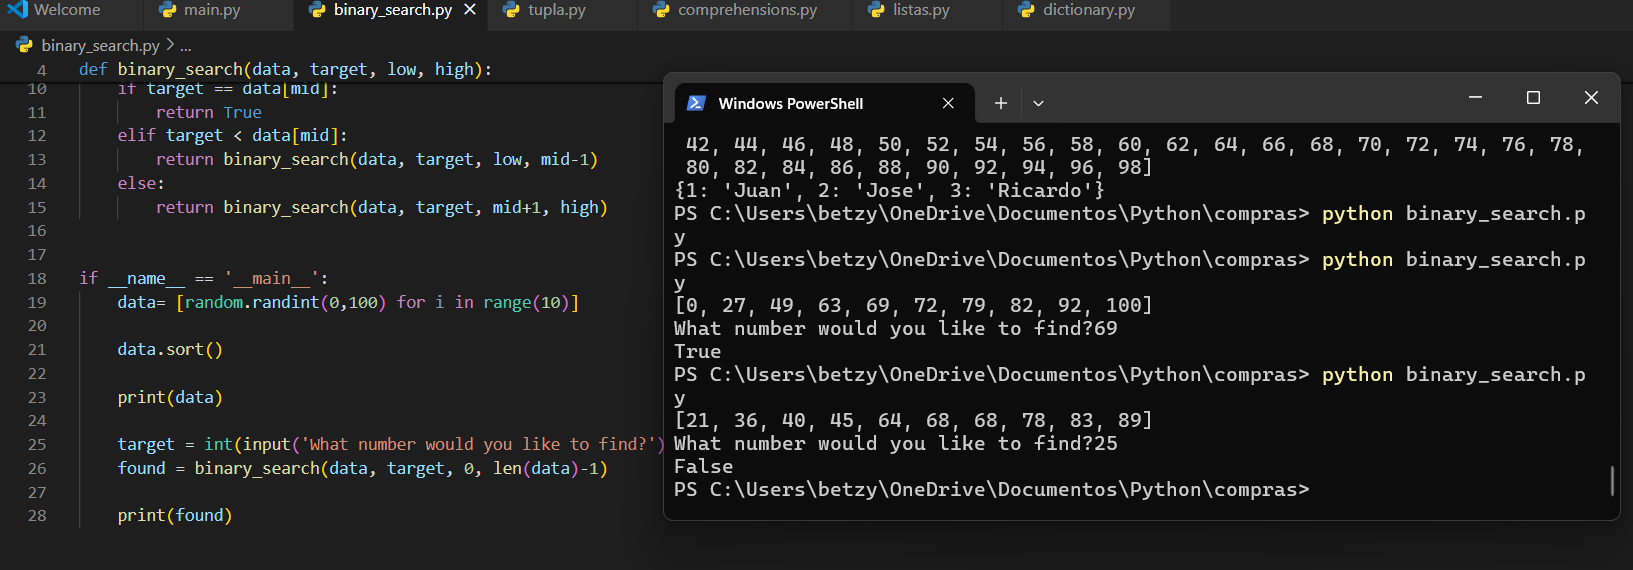 Welcome
main.py
binary_search.py
tupla.py
comprehensions.py
listas.py
dictionary.py
binary_search.py > ...
4 def binary_search(data, target, low, high):
10 if target == data[mid]:
11 return True
12 elif target < data[mid]:
13 return binary_search(data, target, low, mid-1)
14 else:
15 return binary_search(data, target, mid+1, high)
16
17
18 if __name__ == '__main__':
19 data= [random.randint(0,100) for i in range(10)]
20
21 data.sort()
22
23 print(data)
24
25 target = int(input('What number would you like to find?')
26 found = binary_search(data, target, 0, len(data)-1)
27
28 print(found)
Windows PowerShell
42, 44, 46, 48, 50, 52, 54, 56, 58, 60, 62, 64, 66, 68, 70, 72, 74, 76, 78,
80, 82, 84, 86, 88, 90, 92, 94, 96, 98]
{1: 'Juan', 2: 'Jose', 3: 'Ricardo'}
PS C:\Users\betzy\OneDrive\Documentos\Python\compras> python binary_search.p
y
PS C:\Users\betzy\OneDrive\Documentos\Python\compras> python binary_search.p
y
[0, 27, 49, 63, 69, 72, 79, 82, 92, 100]
What number would you like to find?69
True
PS C:\Users\betzy\OneDrive\Documentos\Python\compras> python binary_search.p
y
[21, 36, 40, 45, 64, 68, 68, 78, 83, 89]
What number would you like to find?25
False
PS C:\Users\betzy\OneDrive\Documentos\Python\compras>